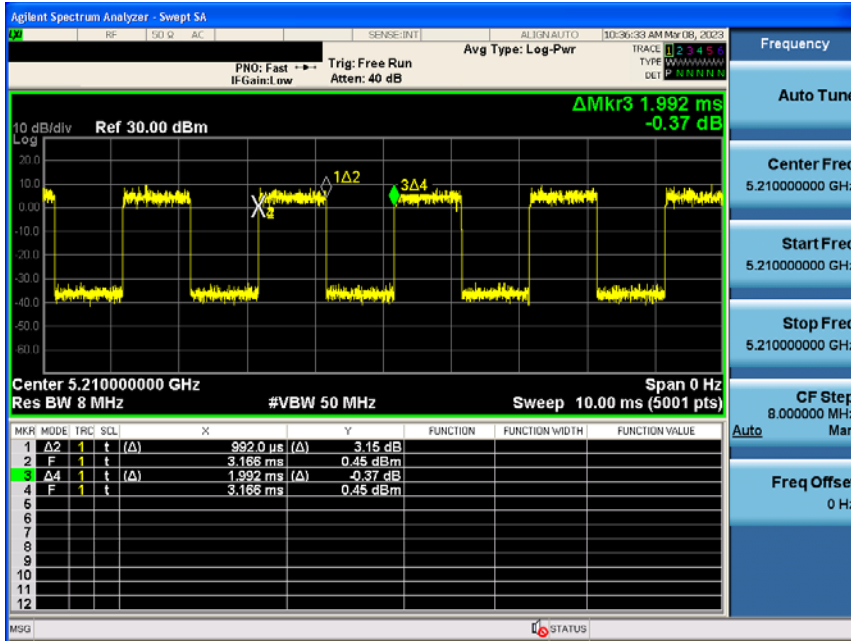 Agilent Spectrum Analyzer - Swept SA
LXI RF 50 Ω AC SENSE:INT ALIGN AUTO 10:36:33 AM Mar 08, 2023
Avg Type: Log-Pwr
TRACE 1 2 3 4 5 6
TYPE WWWWWWW
DET P N N N N N
PNO: Fast
IFGain:Low
Trig: Free Run
Atten: 40 dB
Frequency
ΔMkr3 1.992 ms
-0.37 dB
10 dB/div Ref 30.00 dBm
Log
20.0
10.0
0.00
-10.0
-20.0
-30.0
-40.0
-50.0
-60.0
1Δ2
3Δ4
Center 5.210000000 GHz Span 0 Hz
Res BW 8 MHz #VBW 50 MHz Sweep 10.00 ms (5001 pts)
MKR MODE TRC SCL X Y FUNCTION FUNCTION WIDTH FUNCTION VALUE
1 Δ2 1 t (Δ) 992.0 µs (Δ) 3.15 dB
2 F 1 t 3.166 ms 0.45 dBm
3 Δ4 1 t (Δ) 1.992 ms (Δ) -0.37 dB
4 F 1 t 3.166 ms 0.45 dBm
5
6
7
8
9
10
11
12
MSG STATUS
Auto Tune
Center Freq
5.210000000 GHz
Start Freq
5.210000000 GHz
Stop Freq
5.210000000 GHz
CF Step
8.000000 MHz
Auto Man
Freq Offset
0 Hz